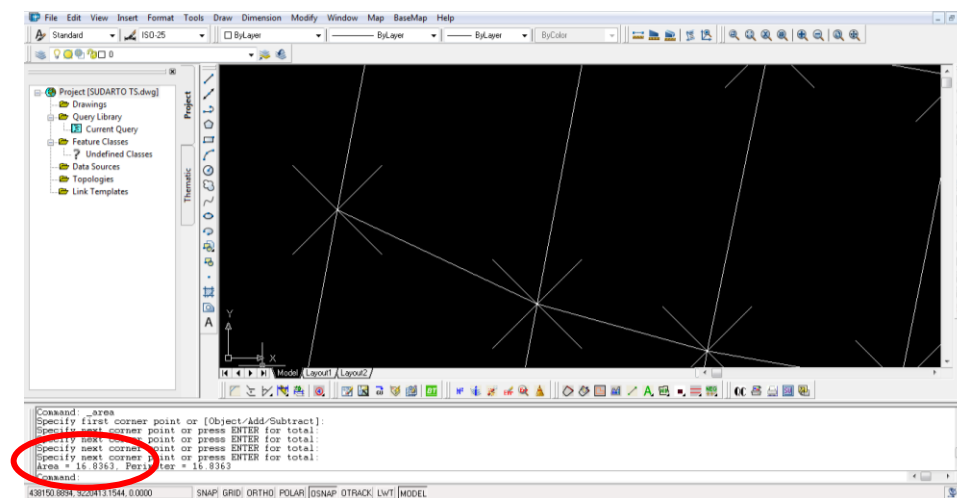 File Edit View Insert Format Tools Draw Dimension Modify Window Map BaseMap Help
Standard ISO-25 ByLayer ByLayer ByLayer ByColor
0
Project [SUDARTO TS.dwg]
Drawings
Query Library
Current Query
Feature Classes
? Undefined Classes
Data Sources
Topologies
Link Templates
Project
Thematic
A
Y
X
Model Layout1 Layout2
Command: _area
Specify first corner point or [Object/Add/Subtract]:
Specify next corner point or press ENTER for total:
Specify next corner point or press ENTER for total:
Specify next corner point or press ENTER for total:
Specify next corner point or press ENTER for total:
Area = 16.8363, Perimeter = 16.8363
Command:
438150.8894, 9220413.1544, 0.0000 SNAP GRID ORTHO POLAR OSNAP OTRACK LWT MODEL